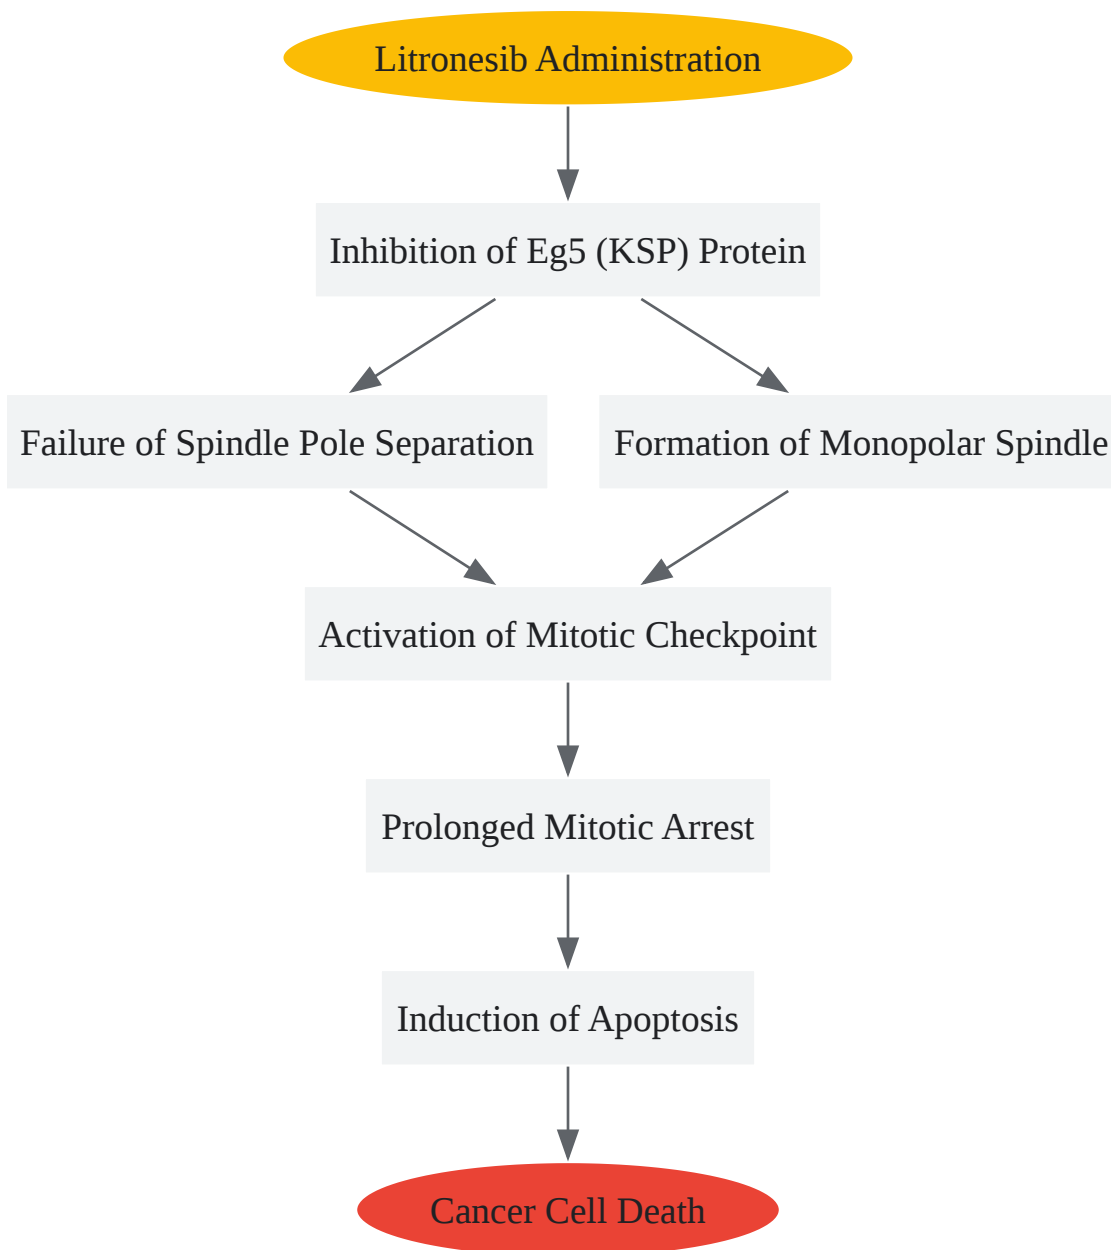 Litronesib Administration
Inhibition of Eg5 (KSP) Protein
Failure of Spindle Pole Separation
Formation of Monopolar Spindle
Activation of Mitotic Checkpoint
Prolonged Mitotic Arrest
Induction of Apoptosis
Cancer Cell Death